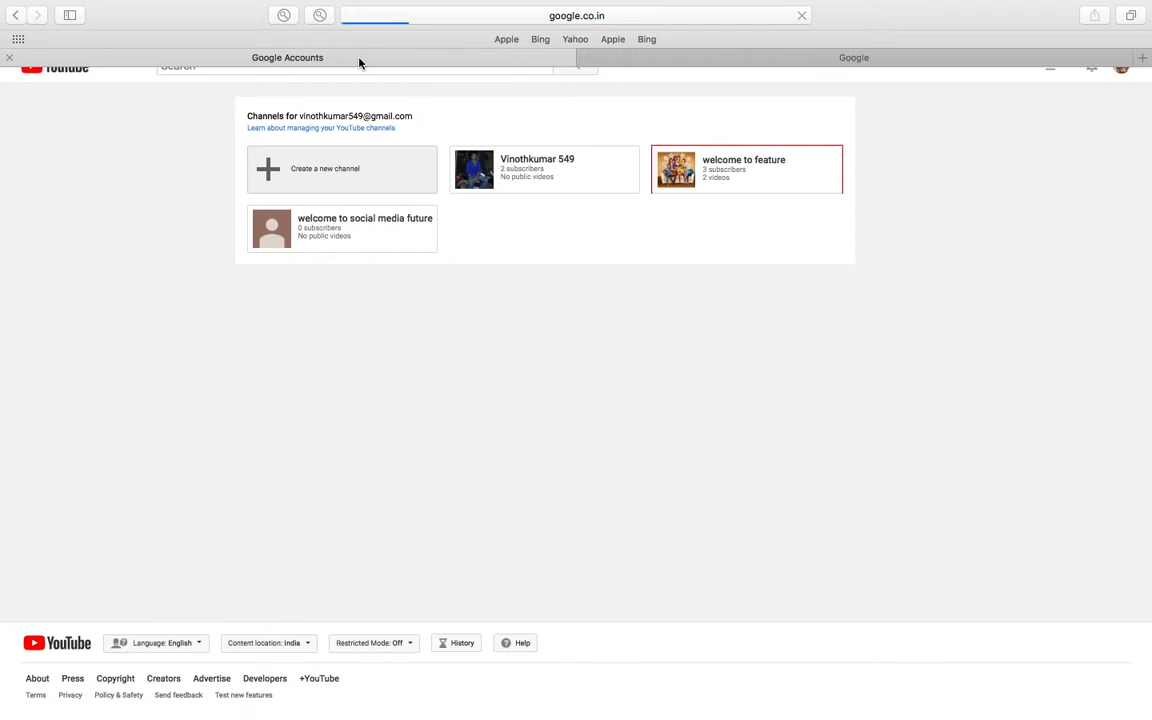 google.co.in
Apple Bing Yahoo Apple Bing
Google Accounts Google
YouTube Search
Channels for vinothkumar549@gmail.com
Learn about managing your YouTube channels
Create a new channel
Vinothkumar 549
2 subscribers
No public videos
welcome to feature
3 subscribers
2 videos
welcome to social media future
0 subscribers
No public videos
YouTube Language: English Content location: India Restricted Mode: Off History Help
About Press Copyright Creators Advertise Developers +YouTube
Terms Privacy Policy & Safety Send feedback Test new features